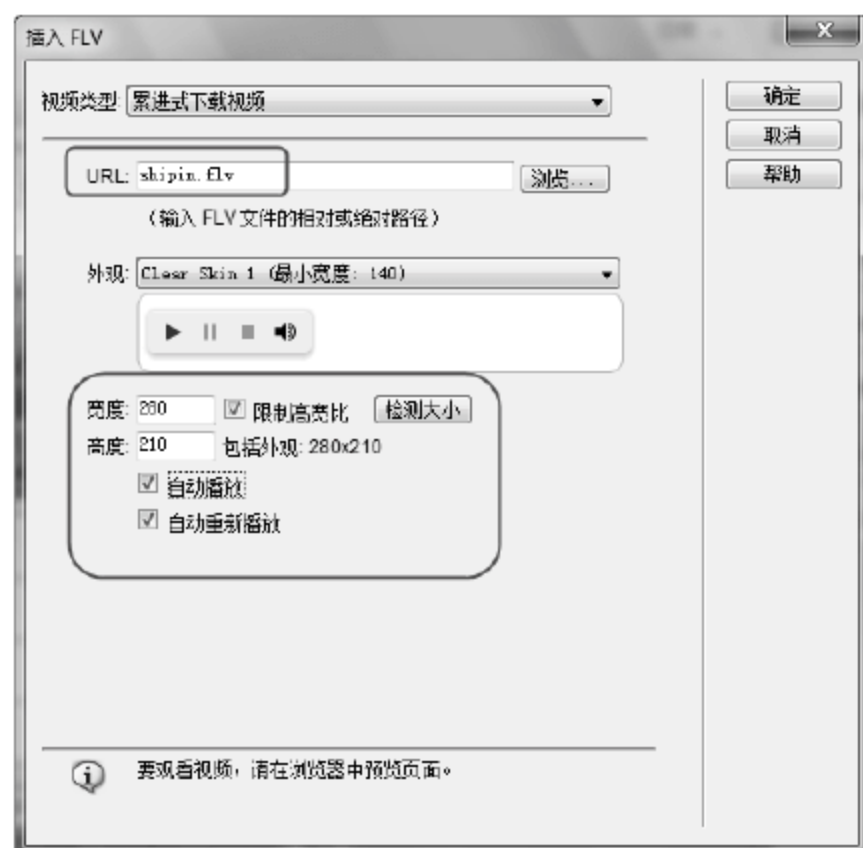 插入 FLV
视频类型: 累进式下载视频
确定
取消
帮助
URL: shipin.flv 浏览...
(输入 FLV 文件的相对或绝对路径)
外观: Clear Skin 1 (最小宽度: 140)
宽度: 280 限制高宽比 检测大小
高度: 210 包括外观: 280x210
自动播放
自动重新播放
要观看视频，请在浏览器中预览页面。